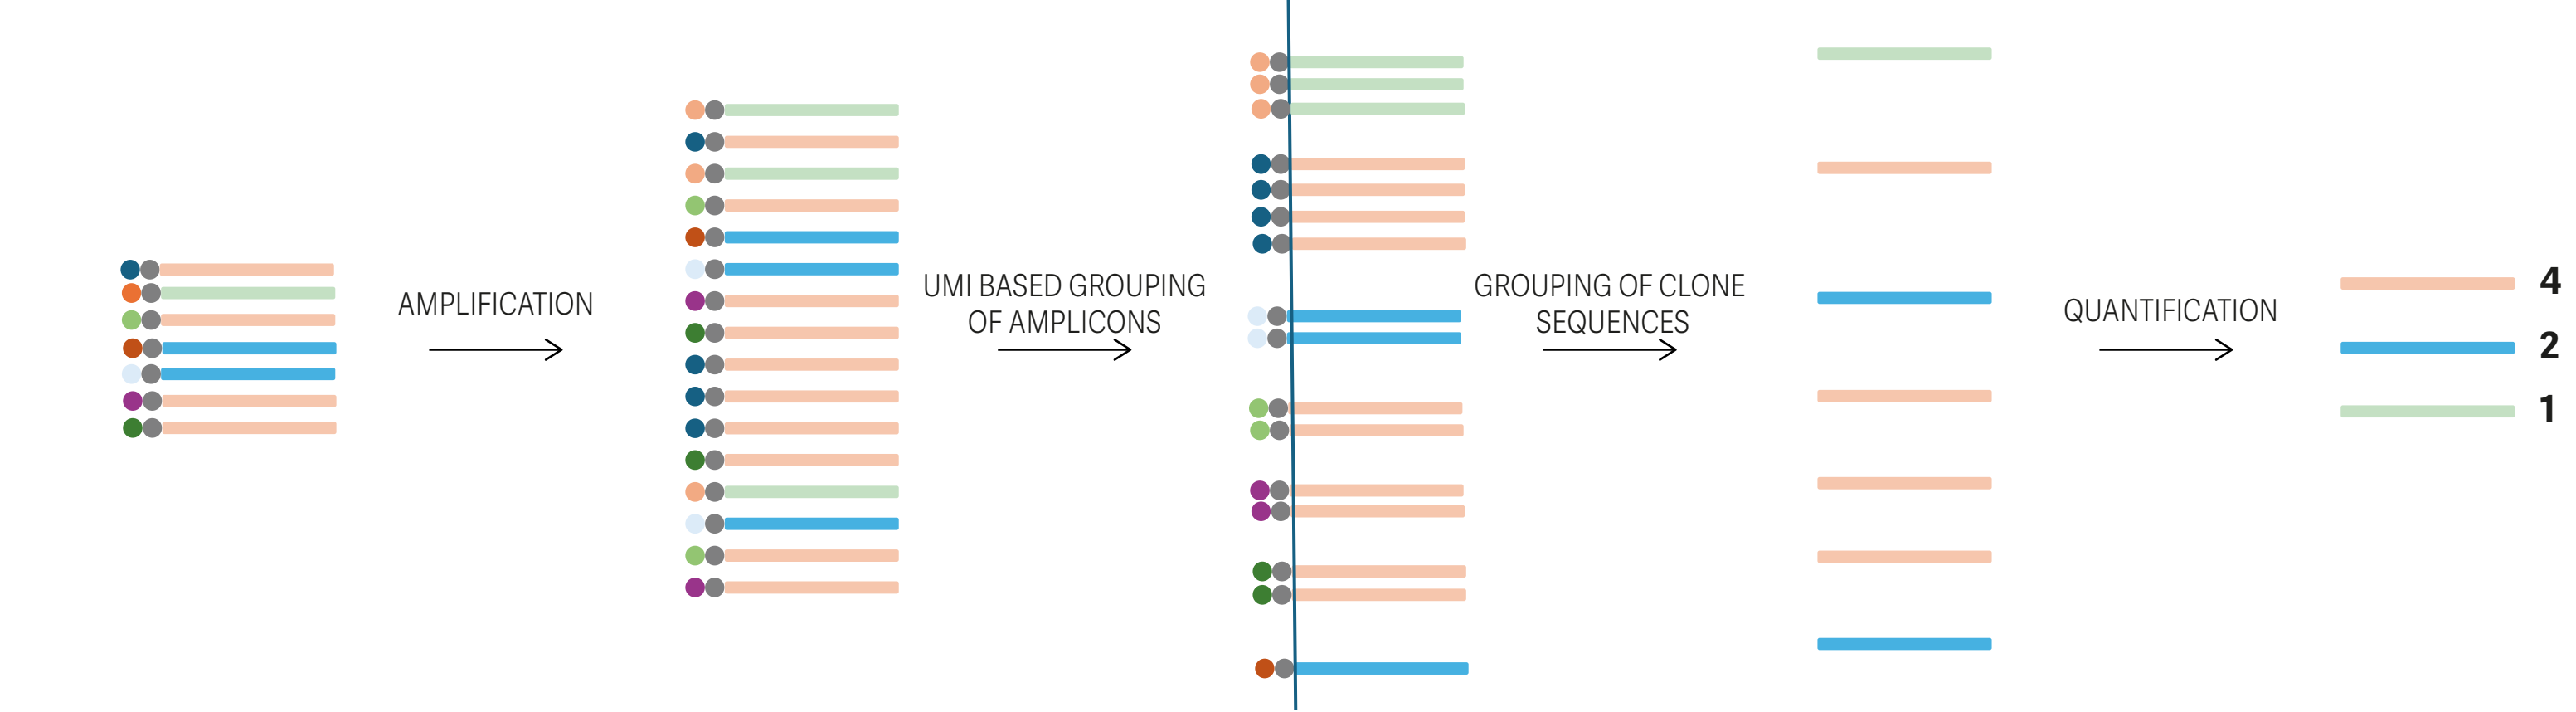 AMPLIFICATION
UMI BASED GROUPING
OF AMPLICONS
GROUPING OF CLONE
SEQUENCES
QUANTIFICATION
4
2
1